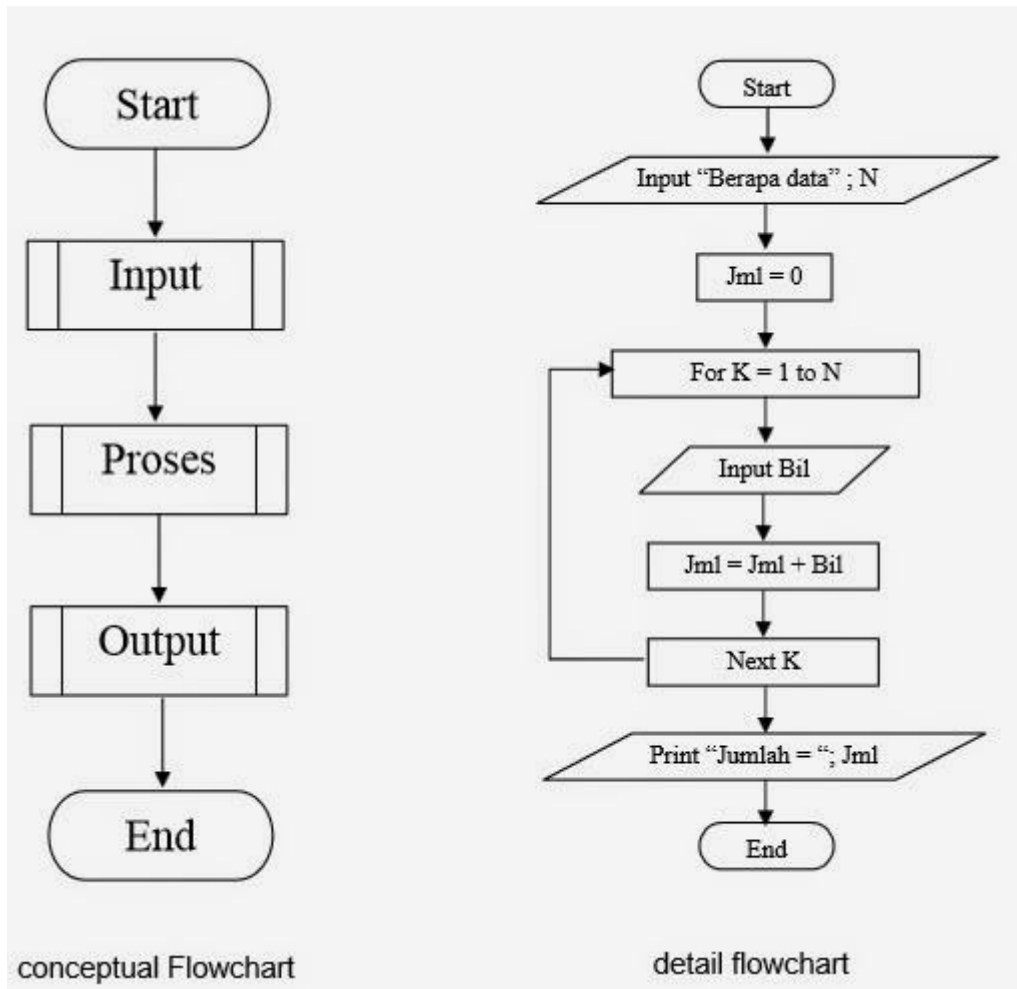 Start
Input
Proses
Output
End
conceptual Flowchart
Start
Input “Berapa data” ; N
Jml = 0
For K = 1 to N
Input Bil
Jml = Jml + Bil
Next K
Print “Jumlah = “; Jml
End
detail flowchart